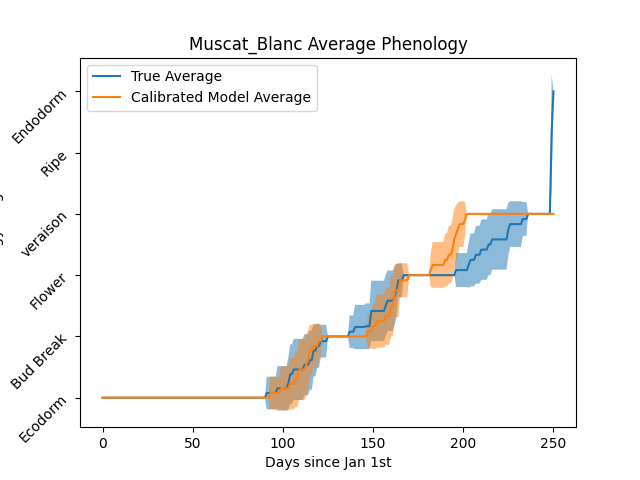 Muscat_Blanc Average Phenology
True Average
Calibrated Model Average
Endodorm
Ripe
veraison
Flower
Bud Break
Ecodorm
0 50 100 150 200 250
Days since Jan 1st